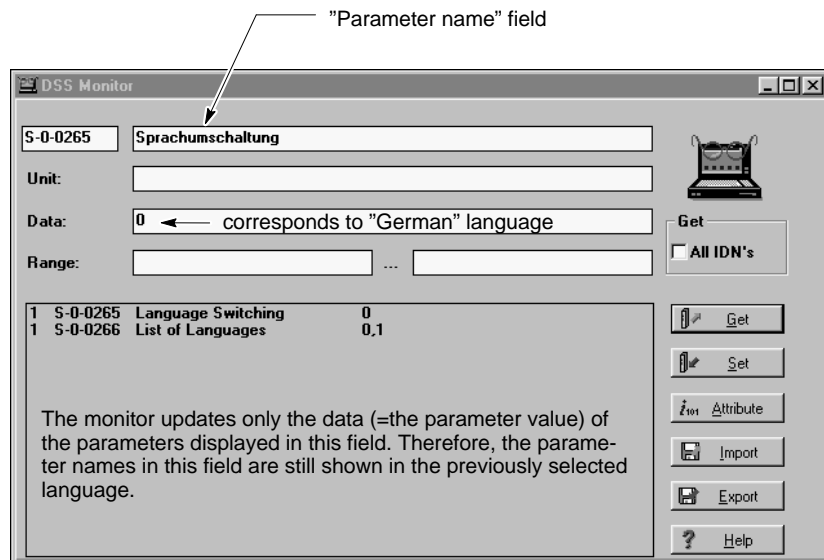 ”Parameter name” field
DSS Monitor
S-0-0265 Sprachumschaltung
Unit:
Data: 0 corresponds to ”German” language
Range: ...
Get
All IDN's
1 S-0-0265 Language Switching 0
1 S-0-0266 List of Languages 0,1
The monitor updates only the data (=the parameter value) of
the parameters displayed in this field. Therefore, the parame-
ter names in this field are still shown in the previously selected
language.
Get
Set
i101 Attribute
Import
Export
? Help